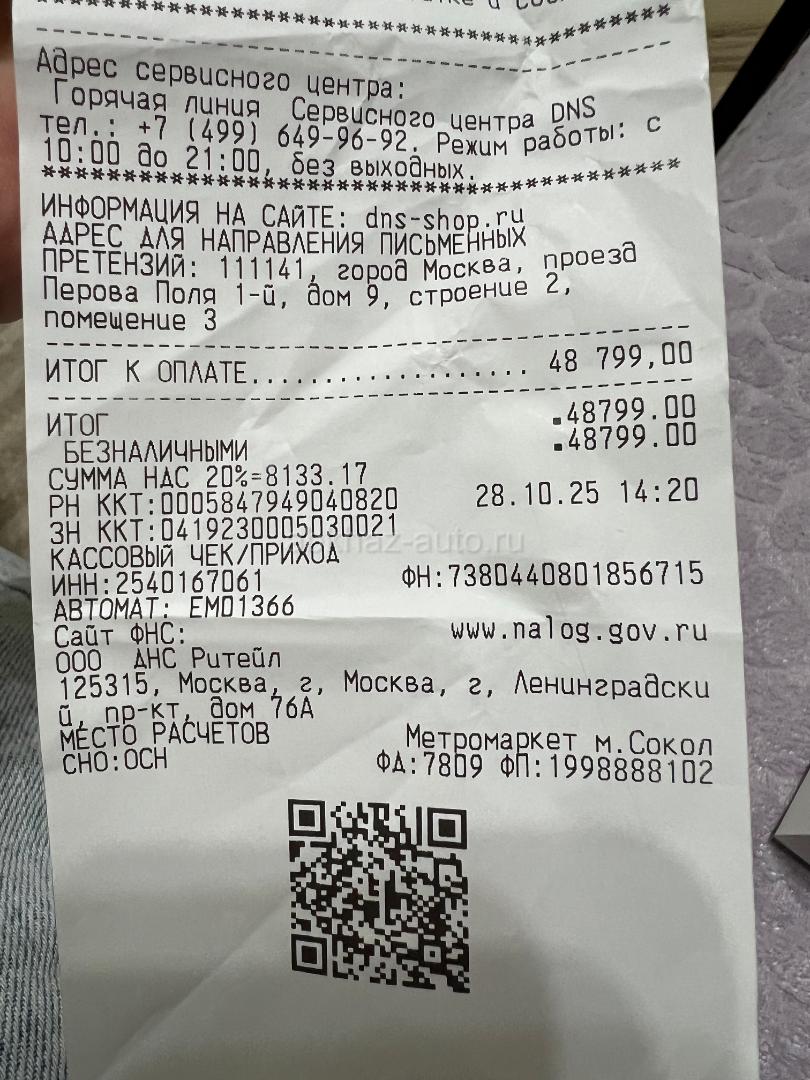 ***********************************************
-----------------------------------------------
Адрес сервисного центра:
Горячая линия Сервисного центра DNS
тел.: +7 (499) 649-96-92. Режим работы: с
10:00 до 21:00, без выходных.
***********************************************
ИНФОРМАЦИЯ НА САЙТЕ: dns-shop.ru
АДРЕС ДЛЯ НАПРАВЛЕНИЯ ПИСЬМЕННЫХ
ПРЕТЕНЗИЙ: 111141, город Москва, проезд
Перова Поля 1-й, дом 9, строение 2,
помещение 3
-----------------------------------------------
ИТОГ К ОПЛАТЕ................... 48 799,00
-----------------------------------------------
ИТОГ .48799.00
БЕЗНАЛИЧНЫМИ .48799.00
СУММА НДС 20%=8133.17
РН ККТ:0005847949040820 28.10.25 14:20
ЗН ККТ:0419230005030021
КАССОВЫЙ ЧЕК/ПРИХОД
ИНН:2540167061 ФН:7380440801856715
АВТОМАТ: EM01366
Сайт ФНС: www.nalog.gov.ru
ООО ДНС Ритейл
125315, Москва, г, Москва, г, Ленинградски
й, пр-кт, дом 76А
МЕСТО РАСЧЕТОВ Метромаркет м.Сокол
СНО:ОСН ФД:7809 ФП:1998888102